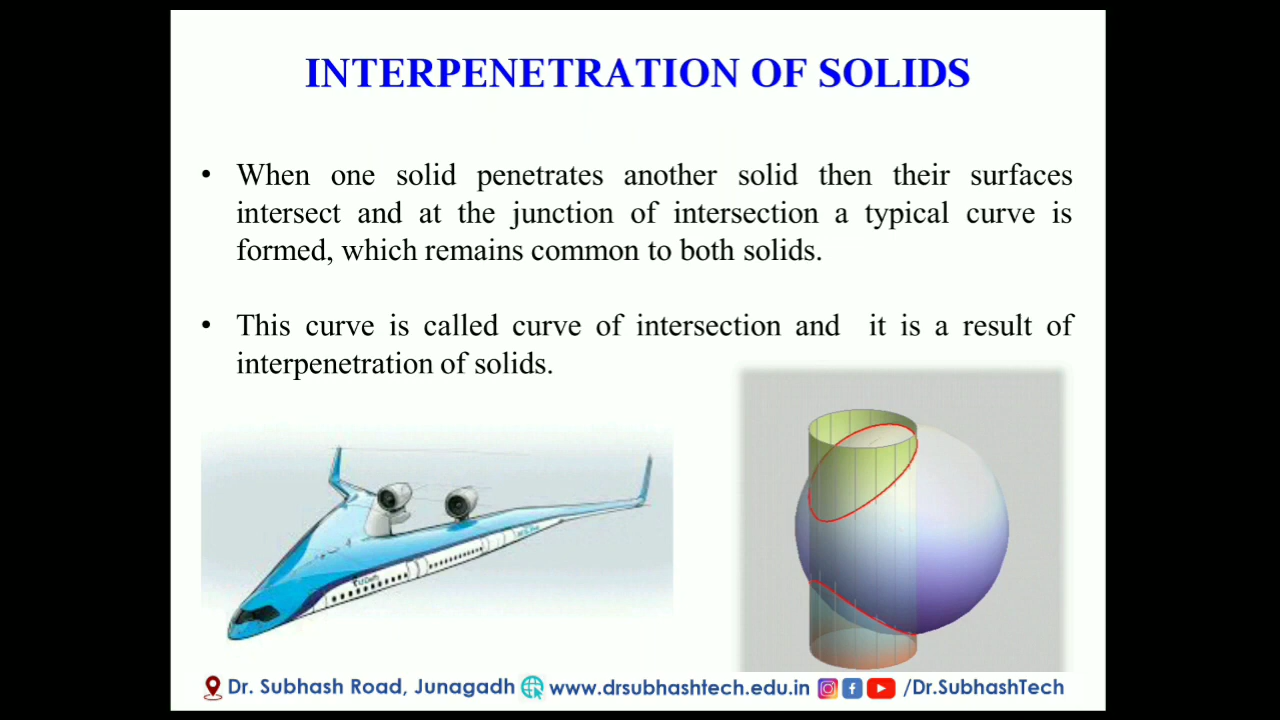 INTERPENETRATION OF SOLIDS
• When one solid penetrates another solid then their surfaces
intersect and at the junction of intersection a typical curve is
formed, which remains common to both solids.
• This curve is called curve of intersection and it is a result of
interpenetration of solids.
Dr. Subhash Road, Junagadh www.drsubhashtech.edu.in /Dr.SubhashTech